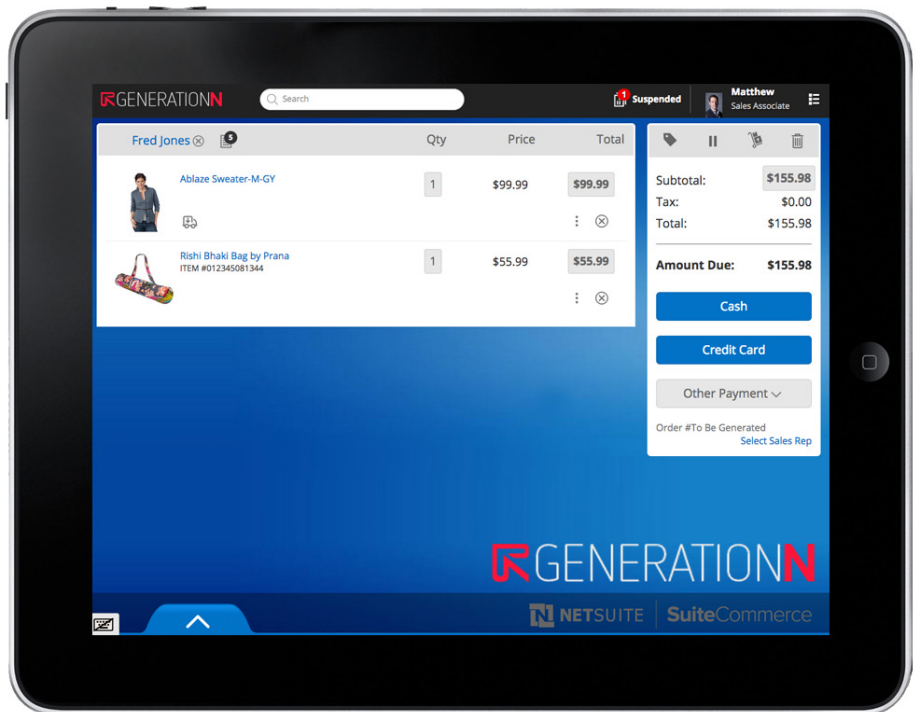 GENERATIONN
Search
1
Suspended
Matthew
Sales Associate
Fred Jones
5
Qty
Price
Total
Ablaze Sweater-M-GY
1
$99.99
$99.99
Rishi Bhaki Bag by Prana
ITEM #012345081344
1
$55.99
$55.99
Subtotal:
$155.98
Tax:
$0.00
Total:
$155.98
Amount Due:
$155.98
Cash
Credit Card
Other Payment
Order #To Be Generated
Select Sales Rep
GENERATIONN
N NETSUITE
SuiteCommerce